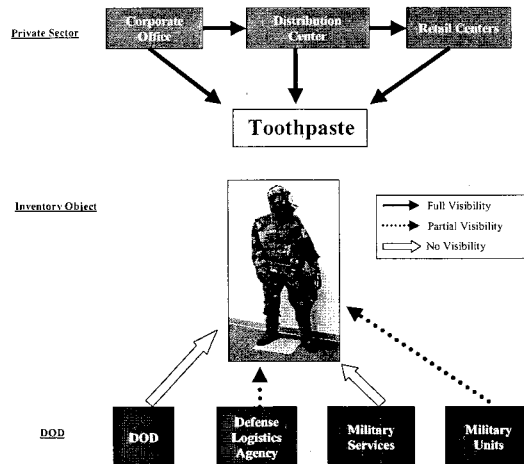 Private Sector
Corporate
Office
Distribution
Center
Retail Centers
Toothpaste
Inventory Object
Full Visibility
Partial Visibility
No Visibility
DOD
DOD
Defense
Logistics
Agency
Military
Services
Military
Units